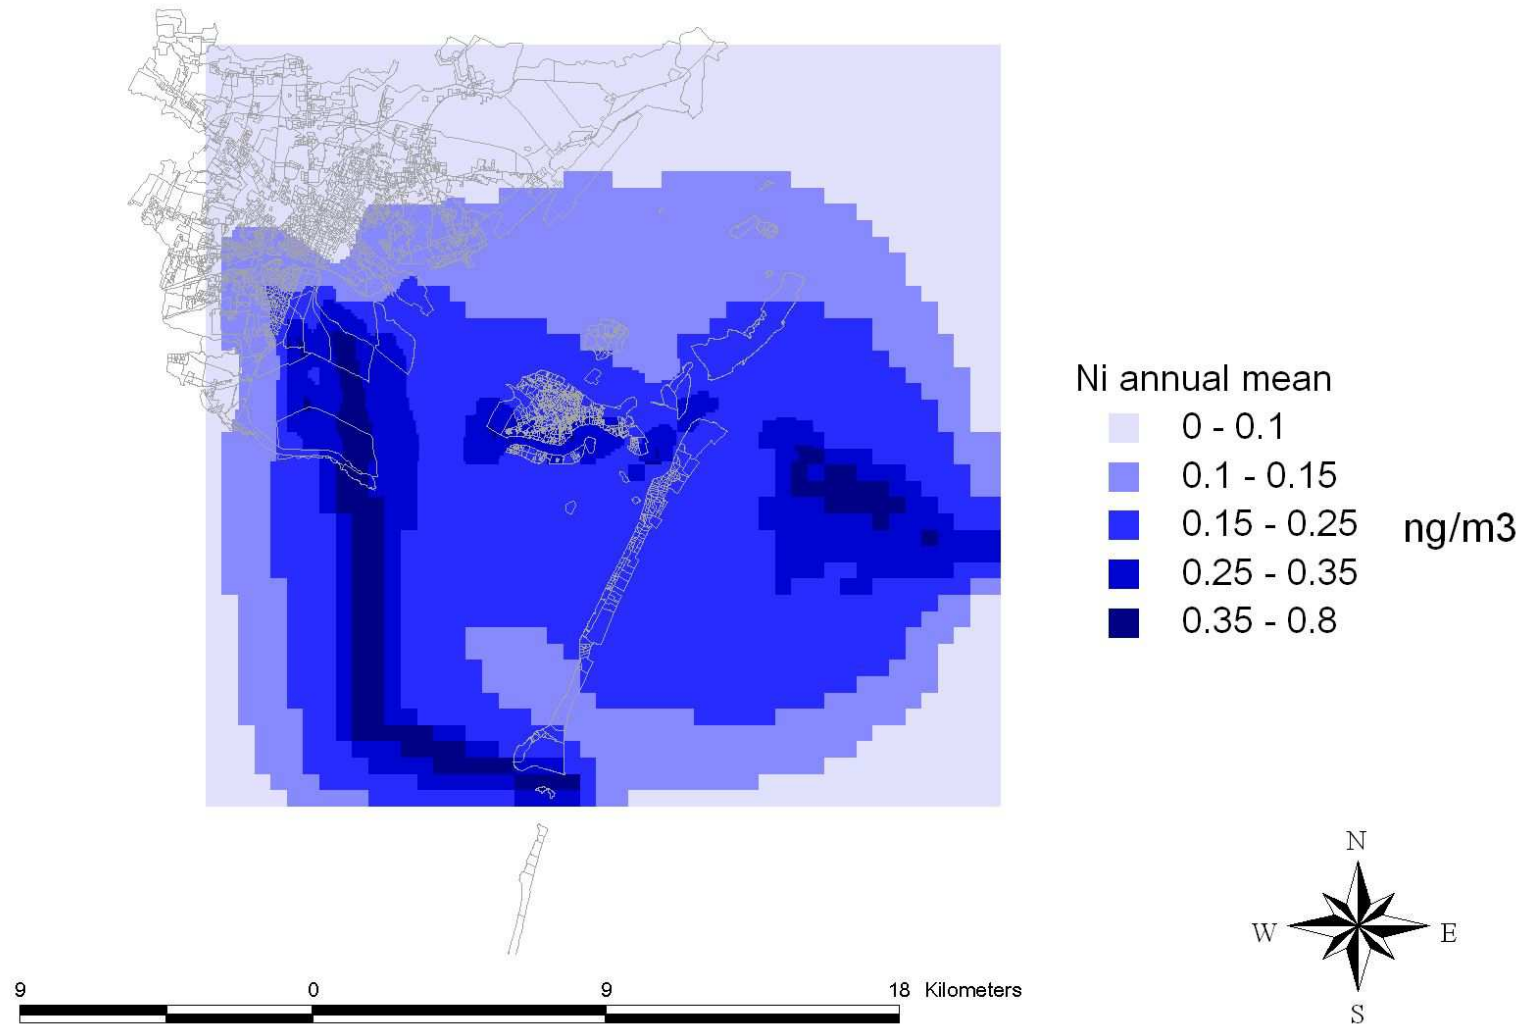 Ni annual mean
0 - 0.1
0.1 - 0.15
0.15 - 0.25
ng/m3
0.25 - 0.35
0.35 - 0.8
N
W
E
S
9 0 9 18 Kilometers